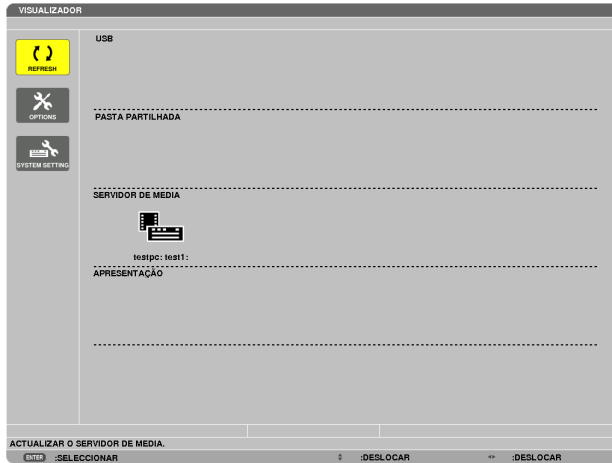 VISUALIZADOR
USB
REFRESH
PASTA PARTILHADA
OPTIONS
SYSTEM SETTING
SERVIDOR DE MEDIA
testpc: test1:
APRESENTAÇÃO
ACTUALIZAR O SERVIDOR DE MEDIA.
ENTER :SELECCIONAR :DESLOCAR :DESLOCAR